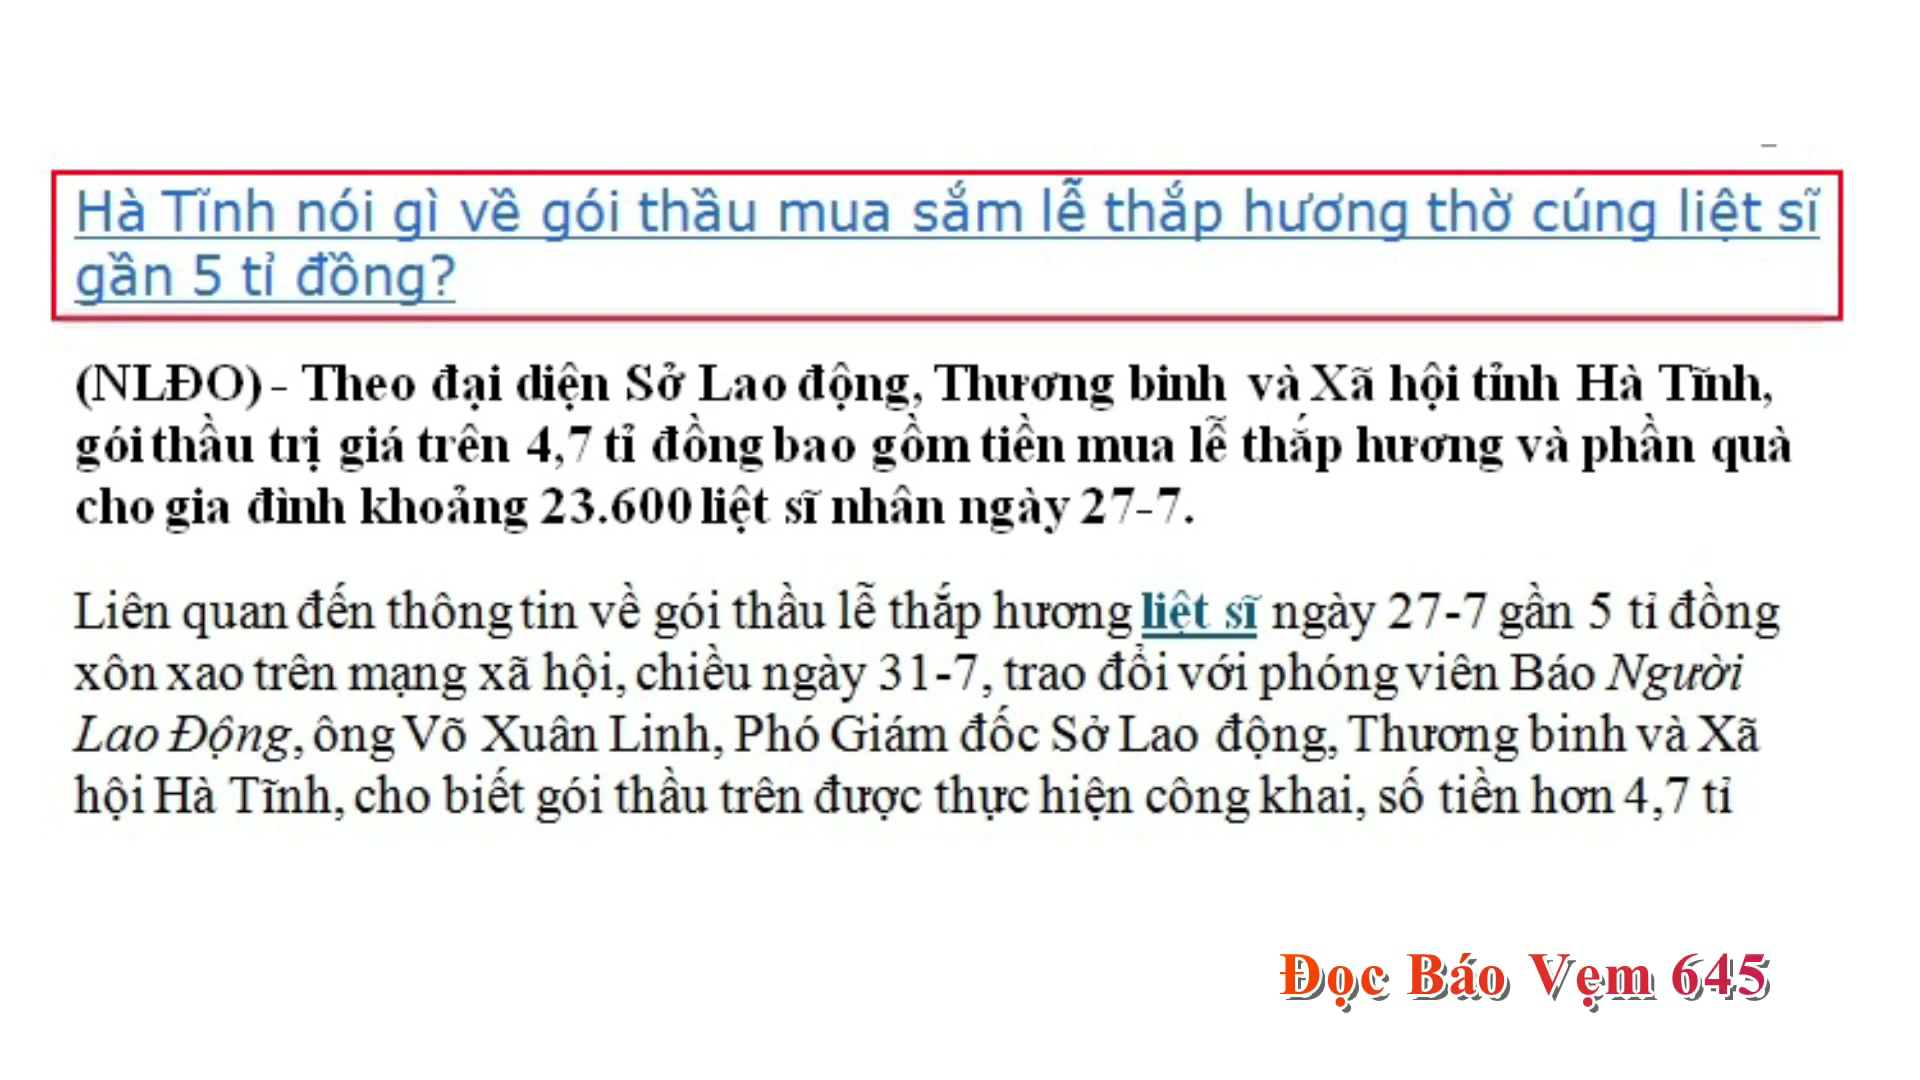 Hà Tĩnh nói gì về gói thầu mua sắm lễ thắp hương thờ cúng liệt sĩ
gần 5 tỉ đồng?
(NLĐO) - Theo đại diện Sở Lao động, Thương binh và Xã hội tỉnh Hà Tĩnh,
gói thầu trị giá trên 4,7 tỉ đồng bao gồm tiền mua lễ thắp hương và phần quà
cho gia đình khoảng 23.600 liệt sĩ nhân ngày 27-7.
Liên quan đến thông tin về gói thầu lễ thắp hương liệt sĩ ngày 27-7 gần 5 tỉ đồng
xôn xao trên mạng xã hội, chiều ngày 31-7, trao đổi với phóng viên Báo Người
Lao Động, ông Võ Xuân Linh, Phó Giám đốc Sở Lao động, Thương binh và Xã
hội Hà Tĩnh, cho biết gói thầu trên được thực hiện công khai, số tiền hơn 4,7 tỉ
Đọc Báo Vẹm 645